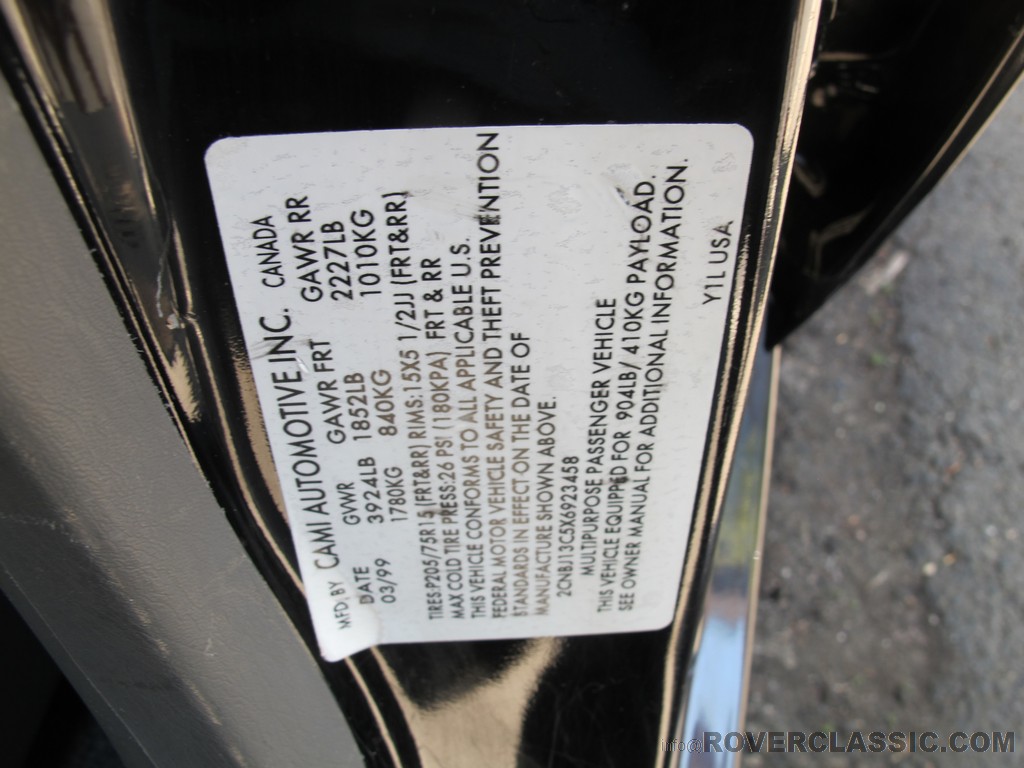 MFD. BY CAMI AUTOMOTIVE INC. CANADA
DATE GWR GAWR FRT GAWR RR
03/99 3924LB 1852LB 2227LB
1780KG 840KG 1010KG
TIRES:P205/75R15 (FRT&RR) RIMS:15X5 1/2JJ (FRT&RR)
MAX COLD TIRE PRESS:26 PSI (180KPA) FRT & RR
THIS VEHICLE CONFORMS TO ALL APPLICABLE U.S.
FEDERAL MOTOR VEHICLE SAFETY AND THEFT PREVENTION
STANDARDS IN EFFECT ON THE DATE OF
MANUFACTURE SHOWN ABOVE.
2CNBJ13C5X6923458
MULTIPURPOSE PASSENGER VEHICLE
THIS VEHICLE EQUIPPED FOR 904LB/ 410KG PAYLOAD.
SEE OWNER MANUAL FOR ADDITIONAL INFORMATION.
Y1L USA
info@ROVERCLASSIC.COM